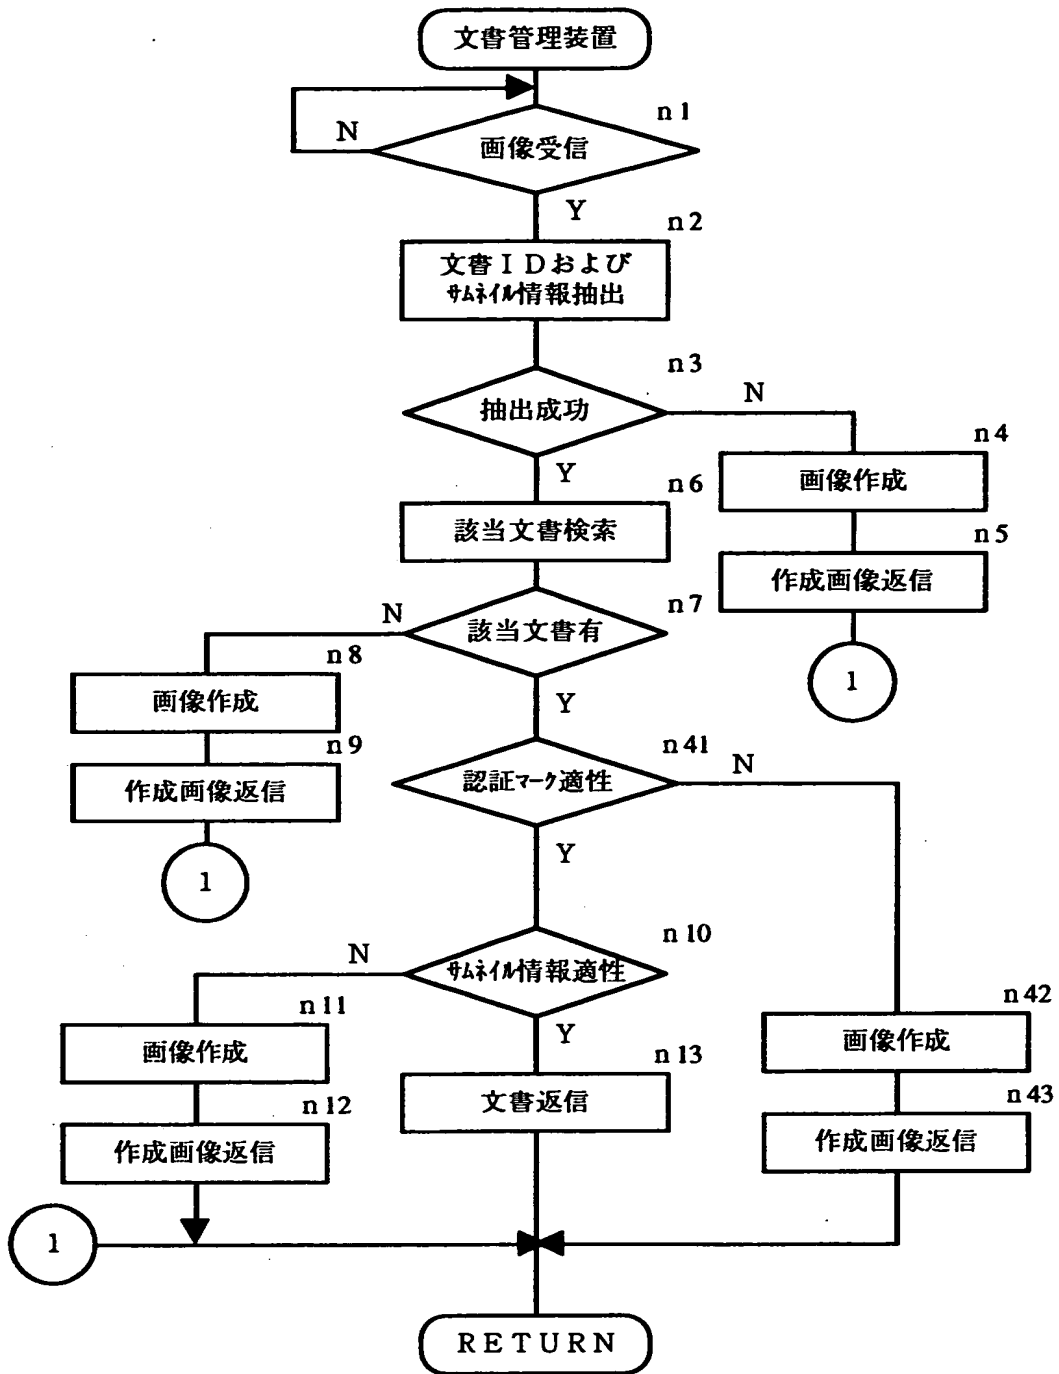 文書管理装置
n1
N
画像受信
Y
n2
文書IDおよび
サムネイル情報抽出
n3
抽出成功
N
Y
n4
画像作成
n6
該当文書検索
n5
作成画像返信
n7
N
該当文書有
1
n8
画像作成
Y
n9
作成画像返信
n41
認証マーク適性
N
1
Y
n10
N
サムネイル情報適性
n11
画像作成
Y
n42
画像作成
n13
文書返信
n12
作成画像返信
n43
作成画像返信
1
RETURN